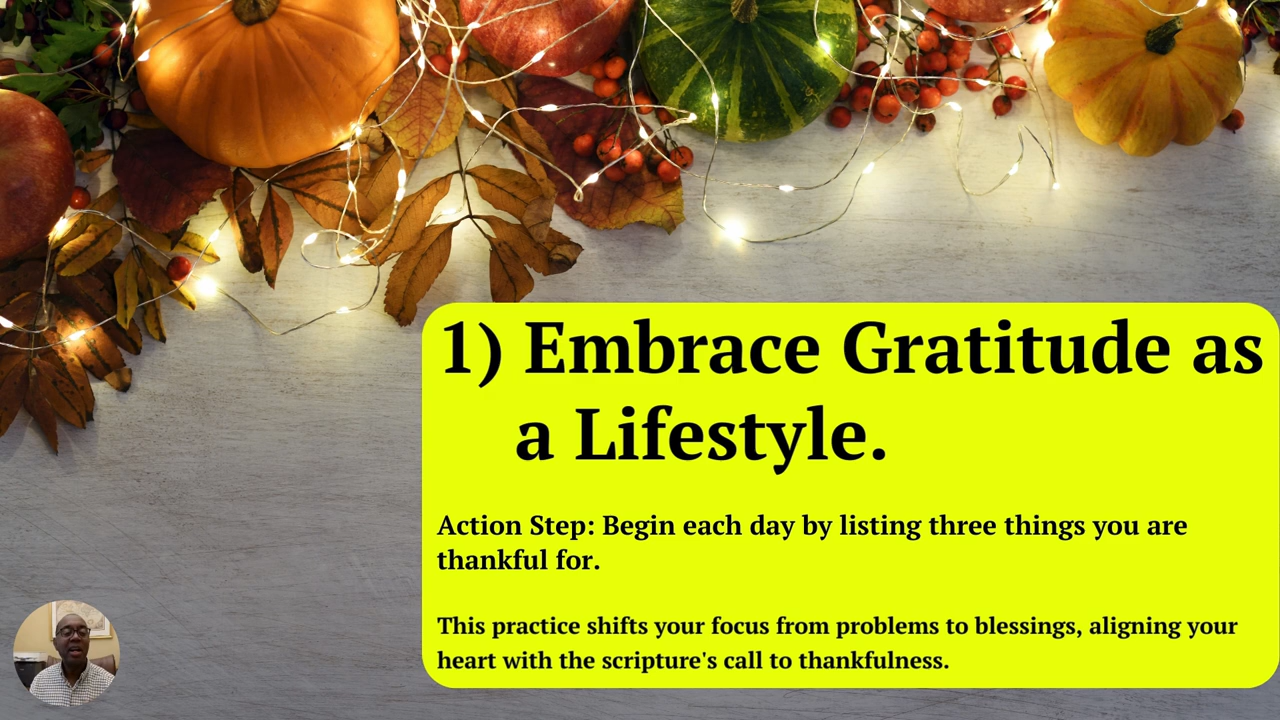 1) Embrace Gratitude as
a Lifestyle.
Action Step: Begin each day by listing three things you are
thankful for.
This practice shifts your focus from problems to blessings, aligning your
heart with the scripture's call to thankfulness.